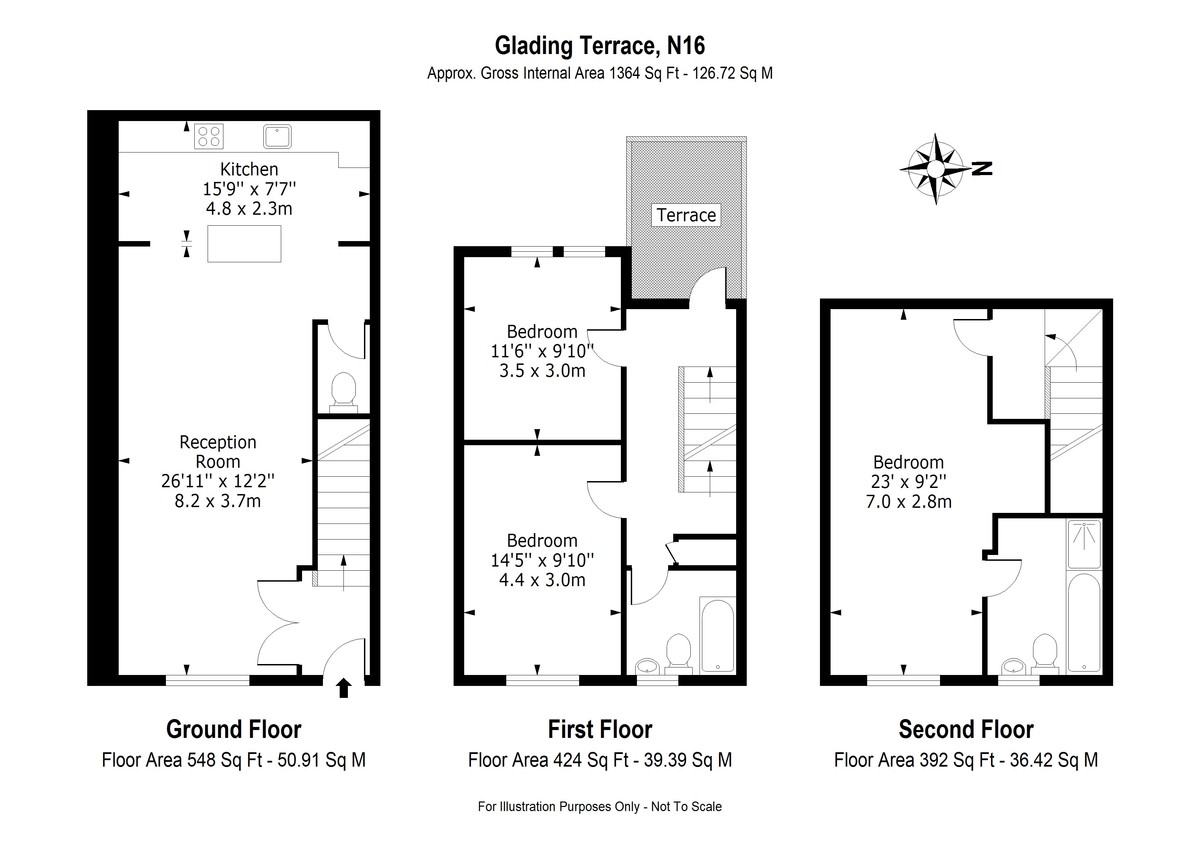 Glading Terrace, N16
Approx. Gross Internal Area 1364 Sq Ft - 126.72 Sq M
Kitchen
15'9" x 7'7"
4.8 x 2.3m
Reception
Room
26'11" x 12'2"
8.2 x 3.7m
Ground Floor
Floor Area 548 Sq Ft - 50.91 Sq M
Terrace
Bedroom
11'6" x 9'10"
3.5 x 3.0m
Bedroom
14'5" x 9'10"
4.4 x 3.0m
First Floor
Floor Area 424 Sq Ft - 39.39 Sq M
N
Bedroom
23' x 9'2"
7.0 x 2.8m
Second Floor
Floor Area 392 Sq Ft - 36.42 Sq M
For Illustration Purposes Only - Not To Scale